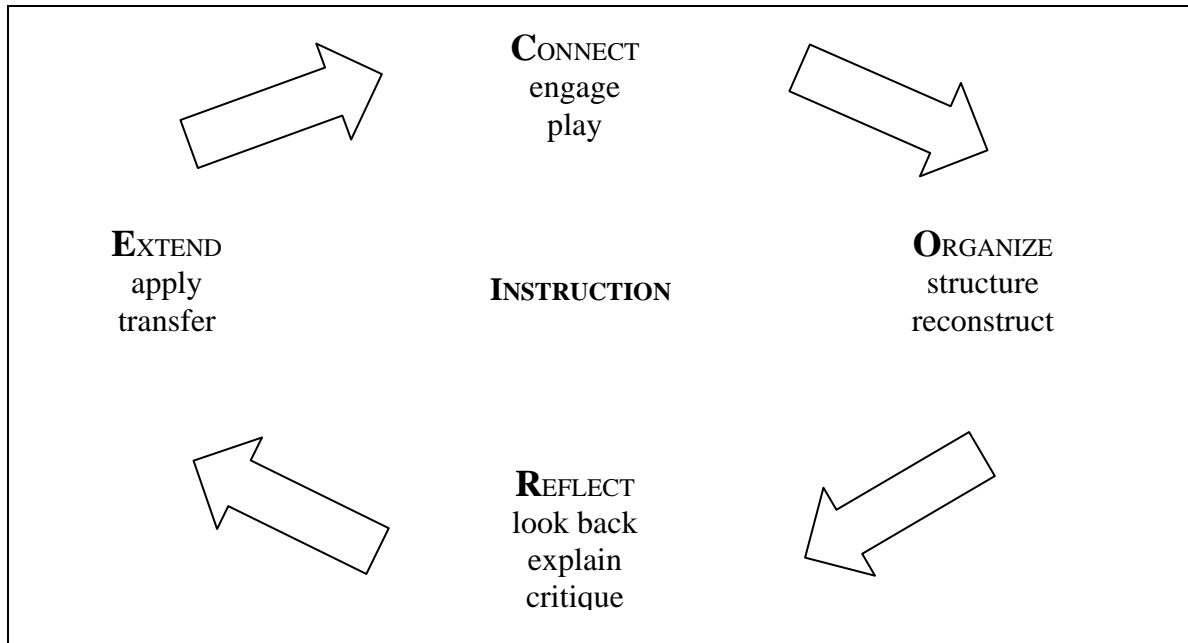 CONNECT
engage
play
EXTEND
apply
transfer
INSTRUCTION
ORGANIZE
structure
reconstruct
REFLECT
look back
explain
critique